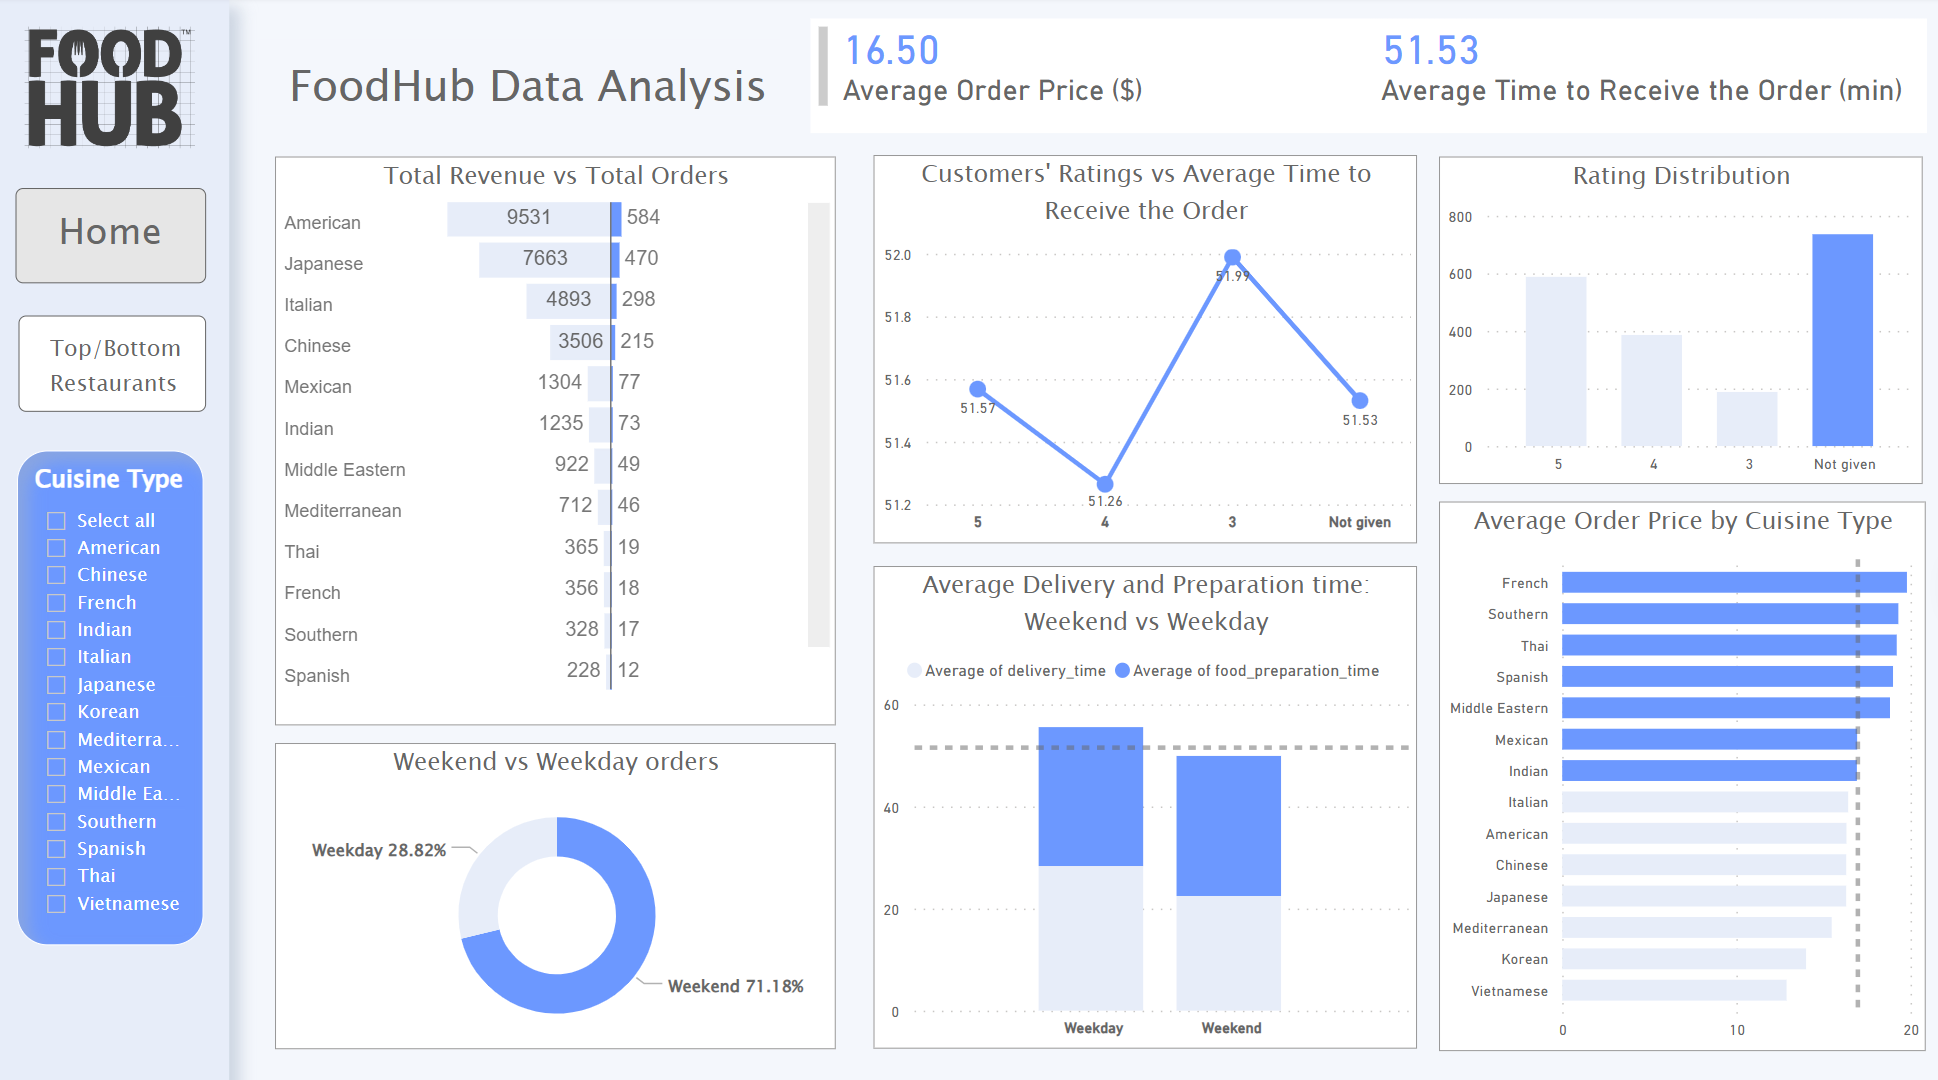 FOOD
HUB
TM
Home
Top/Bottom
Restaurants
Cuisine Type
Select all
American
Chinese
French
Indian
Italian
Japanese
Korean
Mediterra...
Mexican
Middle Ea...
Southern
Spanish
Thai
Vietnamese
FoodHub Data Analysis
16.50
Average Order Price ($)
51.53
Average Time to Receive the Order (min)
Total Revenue vs Total Orders
American 9531 584
Japanese 7663 470
Italian 4893 298
Chinese 3506 215
Mexican 1304 77
Indian 1235 73
Middle Eastern 922 49
Mediterranean 712 46
Thai 365 19
French 356 18
Southern 328 17
Spanish 228 12
Weekend vs Weekday orders
Weekday 28.82%
Weekend 71.18%
Customers' Ratings vs Average Time to
Receive the Order
52.0
51.8
51.6
51.4
51.2
51.57
51.26
51.99
51.53
5 4 3 Not given
Average Delivery and Preparation time:
Weekend vs Weekday
Average of delivery_time Average of food_preparation_time
60
40
20
0
Weekday Weekend
Rating Distribution
800
600
400
200
0
5 4 3 Not given
Average Order Price by Cuisine Type
French
Southern
Thai
Spanish
Middle Eastern
Mexican
Indian
Italian
American
Chinese
Japanese
Mediterranean
Korean
Vietnamese
0 10 20